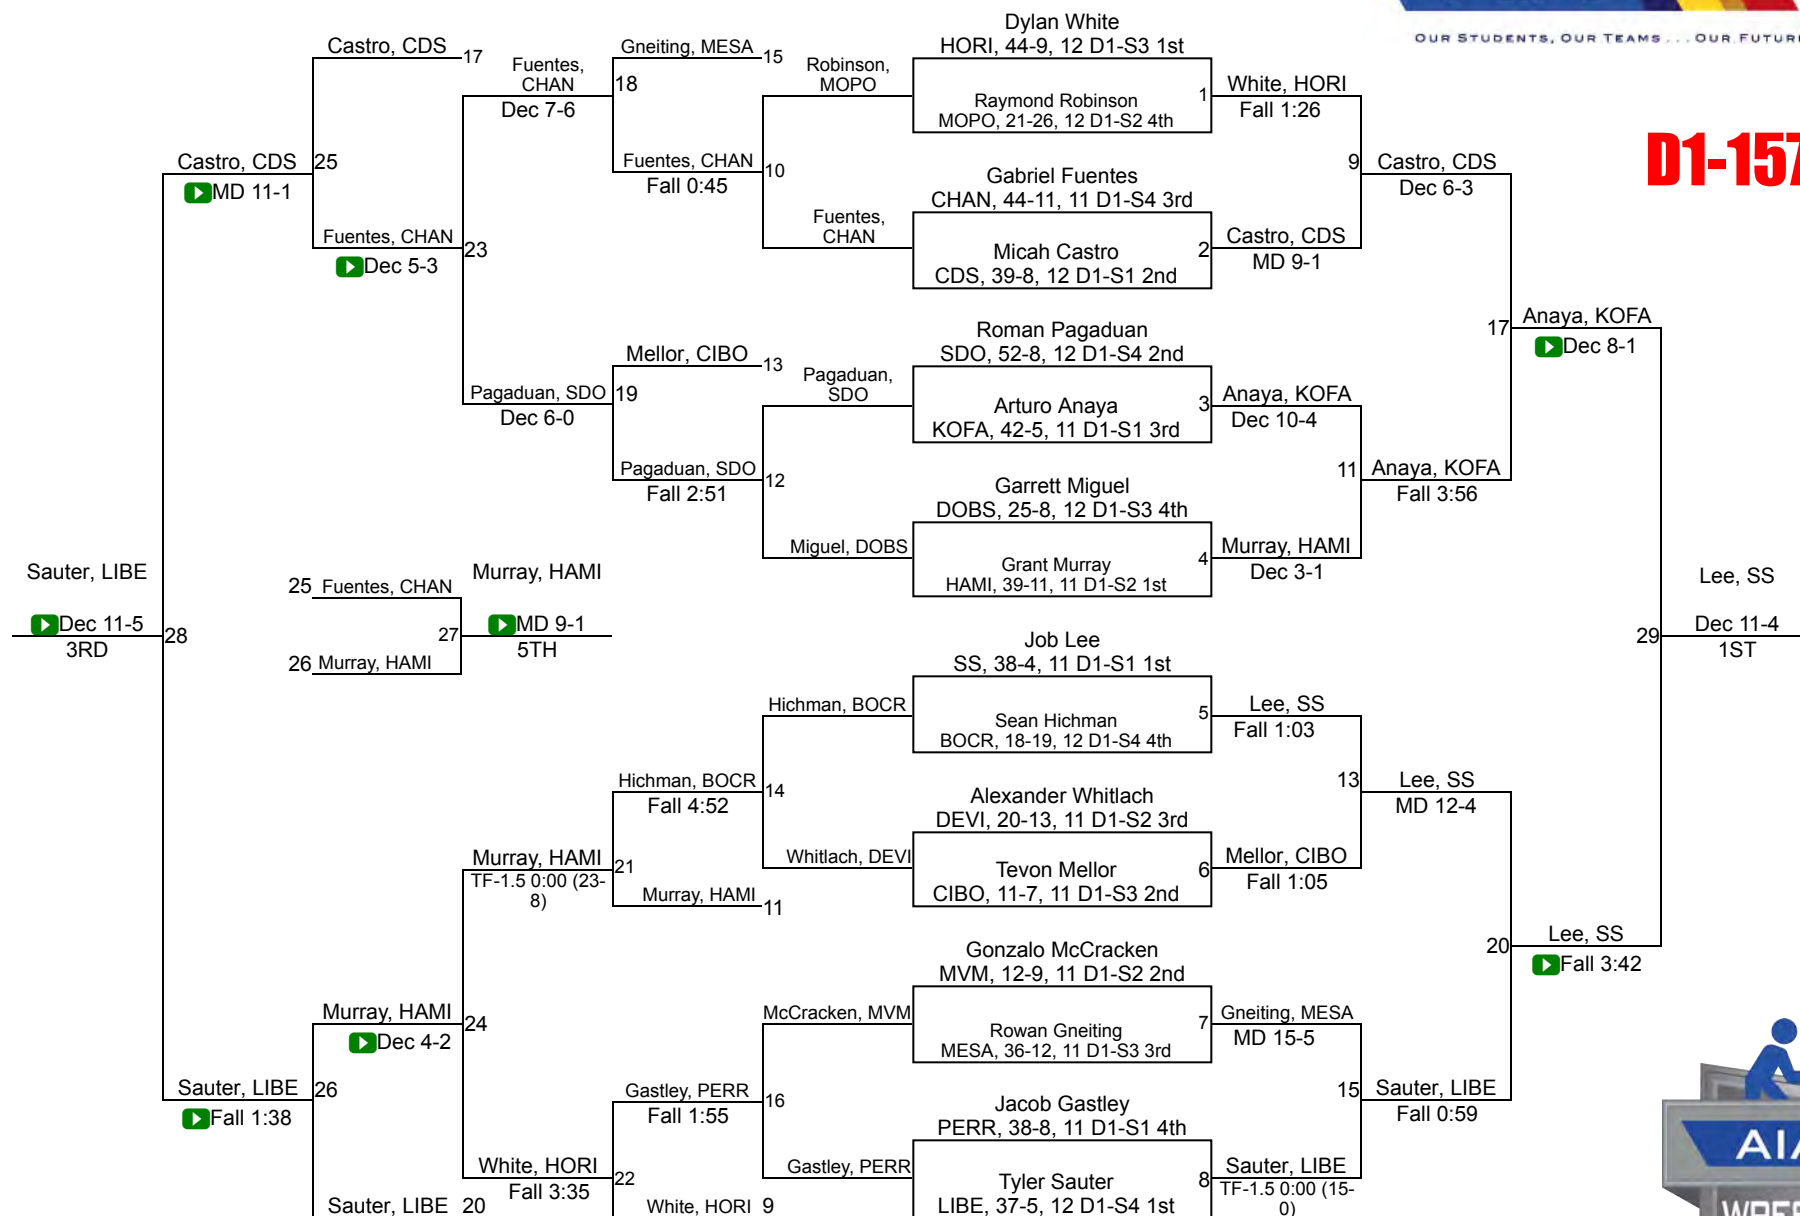 OUR STUDENTS, OUR TEAMS . . . OUR FUTURE
D1-157
Castro, CDS
17
Fuentes,
CHAN
Dec 7-6
Gneiting, MESA
15
18
Robinson,
MOPO
Dylan White
HORI, 44-9, 12 D1-S3 1st
Raymond Robinson
MOPO, 21-26, 12 D1-S2 4th
1
White, HORI
Fall 1:26
Castro, CDS
25
MD 11-1
Fuentes, CHAN
Fall 0:45
10
Gabriel Fuentes
CHAN, 44-11, 11 D1-S4 3rd
9
Castro, CDS
Dec 6-3
Fuentes, CHAN
Dec 5-3
23
Fuentes,
CHAN
Micah Castro
CDS, 39-8, 12 D1-S1 2nd
2
Castro, CDS
MD 9-1
Roman Pagaduan
SDO, 52-8, 12 D1-S4 2nd
17
Anaya, KOFA
Dec 8-1
Mellor, CIBO
13
Pagaduan,
SDO
Pagaduan, SDO
19
Dec 6-0
Arturo Anaya
KOFA, 42-5, 11 D1-S1 3rd
3
Anaya, KOFA
Dec 10-4
Pagaduan, SDO
Fall 2:51
12
Garrett Miguel
DOBS, 25-8, 12 D1-S3 4th
11
Anaya, KOFA
Fall 3:56
Miguel, DOBS
Grant Murray
HAMI, 39-11, 11 D1-S2 1st
4
Murray, HAMI
Dec 3-1
Sauter, LIBE
Dec 11-5
3RD
28
25
Fuentes, CHAN
26
Murray, HAMI
27
Murray, HAMI
MD 9-1
5TH
Lee, SS
29
Dec 11-4
1ST
Job Lee
SS, 38-4, 11 D1-S1 1st
Hichman, BOCR
Sean Hichman
BOCR, 18-19, 12 D1-S4 4th
5
Lee, SS
Fall 1:03
Hichman, BOCR
Fall 4:52
14
Alexander Whitlach
DEVI, 20-13, 11 D1-S2 3rd
13
Lee, SS
MD 12-4
Murray, HAMI
TF-1.5 0:00 (23-
8)
21
Murray, HAMI
11
Whitlach, DEVI
Tevon Mellor
CIBO, 11-7, 11 D1-S3 2nd
6
Mellor, CIBO
Fall 1:05
Gonzalo McCracken
MVM, 12-9, 11 D1-S2 2nd
20
Lee, SS
Fall 3:42
Murray, HAMI
Dec 4-2
24
McCracken, MVM
Rowan Gneiting
MESA, 36-12, 11 D1-S3 3rd
7
Gneiting, MESA
MD 15-5
Sauter, LIBE
Fall 1:38
26
Gastley, PERR
Fall 1:55
16
Jacob Gastley
PERR, 38-8, 11 D1-S1 4th
15
Sauter, LIBE
Fall 0:59
White, HORI
Fall 3:35
22
Gastley, PERR
Tyler Sauter
LIBE, 37-5, 12 D1-S4 1st
8
Sauter, LIBE
TF-1.5 0:00 (15-
0)
Sauter, LIBE
20
White, HORI
9
AIA